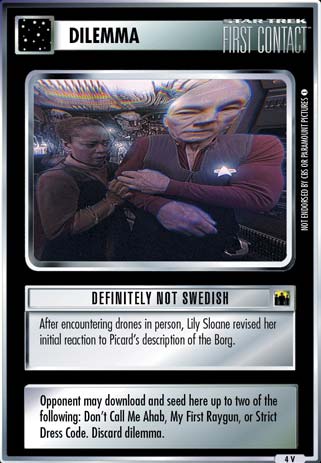 DILEMMA
STAR TREK
FIRST CONTACT
NOT ENDORSED BY CBS OR PARAMOUNT PICTURES
DEFINITELY NOT SWEDISH
After encountering drones in person, Lily Sloane revised her
initial reaction to Picard's description of the Borg.
Opponent may download and seed here up to two of the
following: Don't Call Me Ahab, My First Raygun, or Strict
Dress Code. Discard dilemma.
4 V